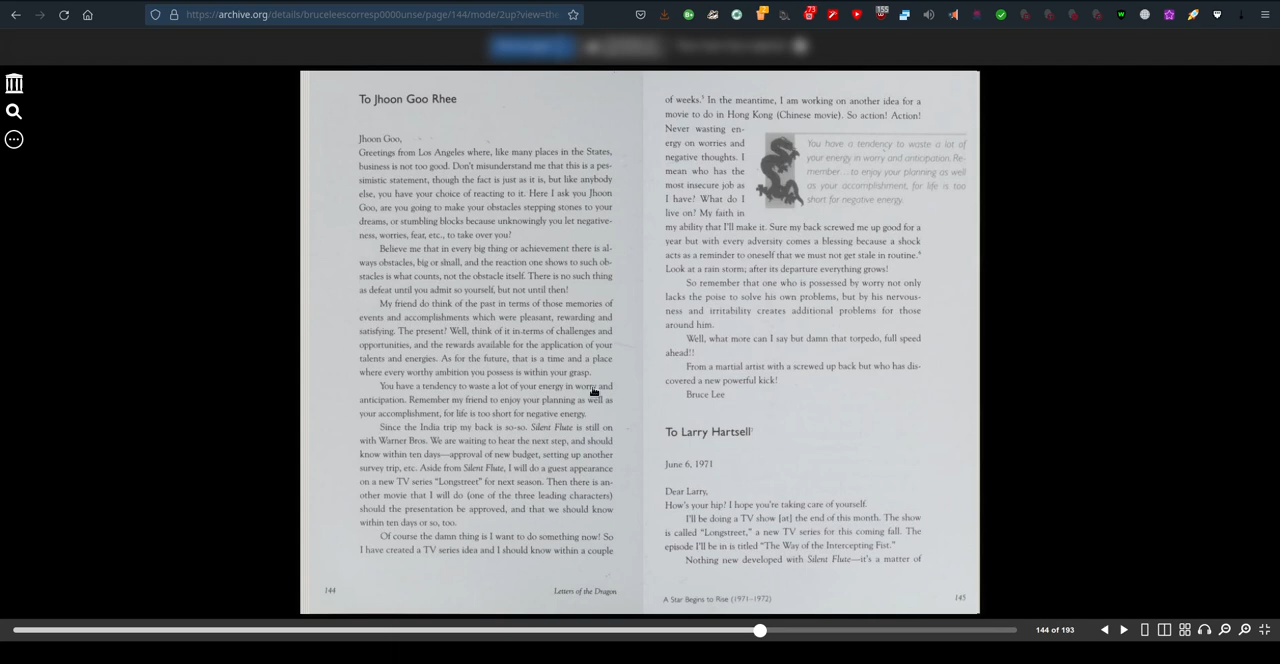 https://archive.org/details/bruceleescorresp0000unse/page/144/mode/2up?view=the
To Jhoon Goo Rhee
Jhoon Goo,
Greetings from Los Angeles where, like many places in the States,
business is not too good. Don't misunderstand me that this is a pes-
simistic statement, though the fact is just as it is, but like anybody
else, you have your choice of reacting to it. Here I ask you Jhoon
Goo, are you going to make your obstacles stepping stones to your
dreams, or stumbling blocks because unknowingly you let negative-
ness, worries, fear, etc., to take over you?
Believe me that in every big thing or achievement there is al-
ways obstacles, big or small, and the reaction one shows to such ob-
stacles is what counts, not the obstacle itself. There is no such thing
as defeat until you admit so yourself, but not until then!
My friend do think of the past in terms of those memories of
events and accomplishments which were pleasant, rewarding and
satisfying. The present? Well, think of it in terms of challenges and
opportunities, and the rewards available for the application of your
talents and energies. As for the future, that is a time and a place
where every worthy ambition you possess is within your grasp.
You have a tendency to waste a lot of your energy in worry and
anticipation. Remember my friend to enjoy your planning as well as
your accomplishment, for life is too short for negative energy.
Since the India trip my back is so-so. Silent Flute is still on
with Warner Bros. We are waiting to hear the next step, and should
know within ten days—approval of new budget, setting up another
survey trip, etc. Aside from Silent Flute, I will do a guest appearance
on a new TV series "Longstreet" for next season. Then there is an-
other movie that I will do (one of the three leading characters)
should the presentation be approved, and that we should know
within ten days or so, too.
Of course the damn thing is I want to do something now! So
I have created a TV series idea and I should know within a couple
144
Letters of the Dragon
of weeks.³ In the meantime, I am working on another idea for a
movie to do in Hong Kong (Chinese movie). So action! Action!
Never wasting en-
ergy on worries and
negative thoughts. I
mean who has the
most insecure job as
I have? What do I
live on? My faith in
my ability that I'll make it. Sure my back screwed me up good for a
year but with every adversity comes a blessing because a shock
acts as a reminder to oneself that we must not get stale in routine.⁴
Look at a rain storm; after its departure everything grows!
You have a tendency to waste a lot of
your energy in worry and anticipation. Re-
member... to enjoy your planning as well
as your accomplishment, for life is too
short for negative energy.
So remember that one who is possessed by worry not only
lacks the poise to solve his own problems, but by his nervous-
ness and irritability creates additional problems for those
around him.
Well, what more can I say but damn that torpedo, full speed
ahead!!
From a martial artist with a screwed up back but who has dis-
covered a new powerful kick!
Bruce Lee
To Larry Hartsell¹
June 6, 1971
Dear Larry,
How's your hip? I hope you're taking care of yourself.
I'll be doing a TV show [at] the end of this month. The show
is called "Longstreet," a new TV series for this coming fall. The
episode I'll be in is titled "The Way of the Intercepting Fist."
Nothing new developed with Silent Flute—it's a matter of
A Star Begins to Rise (1971–1972)
145
144 of 193